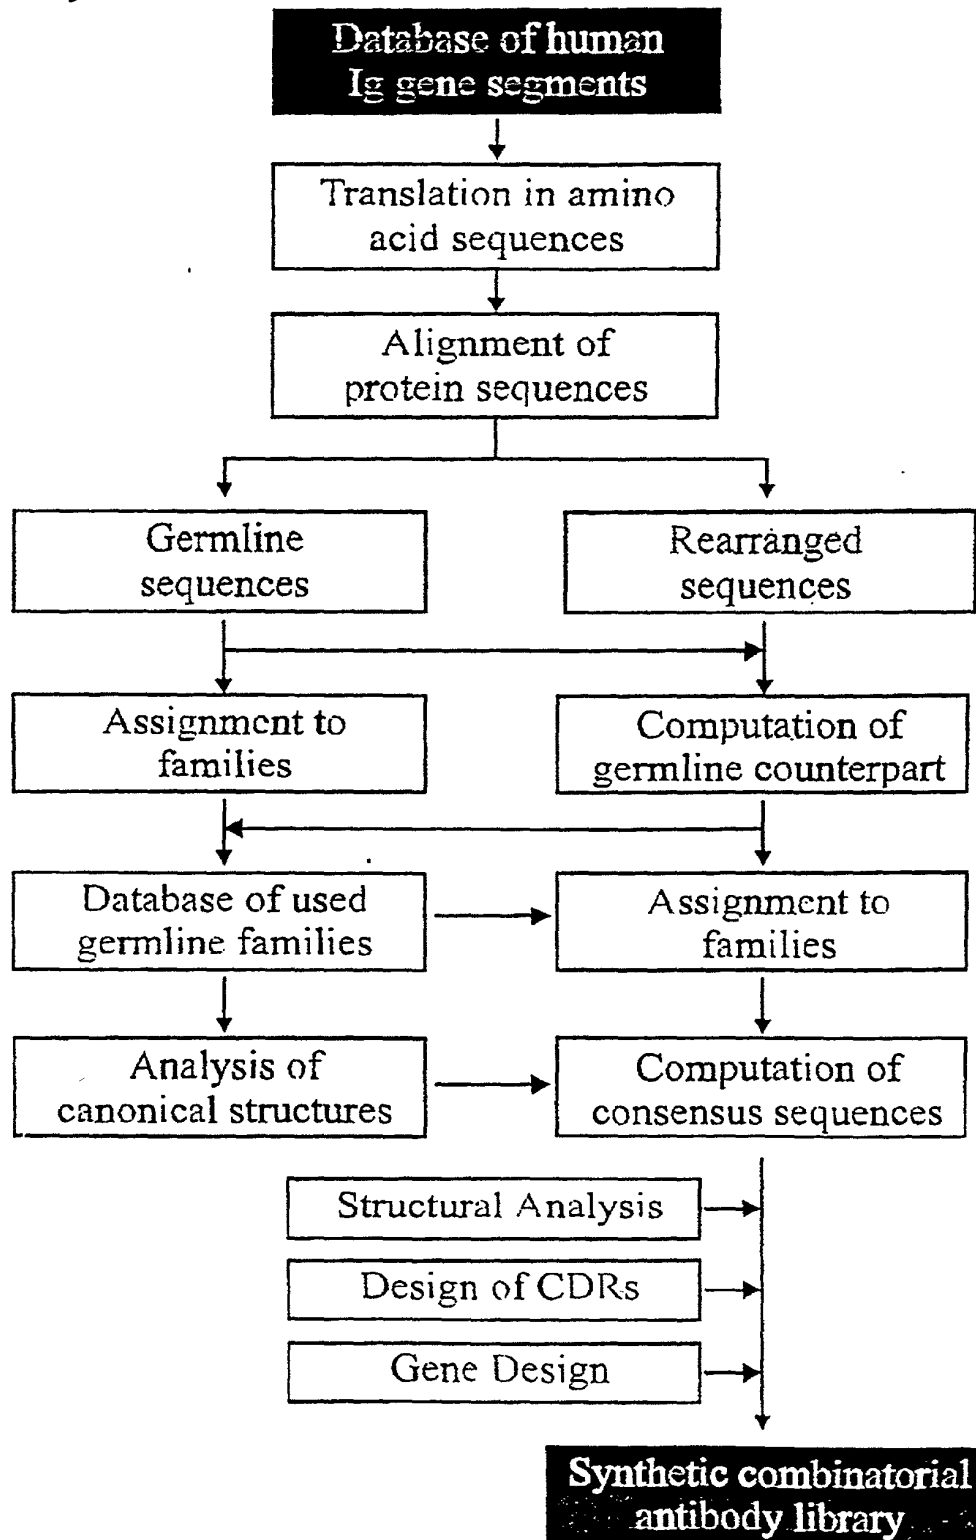 Database of human
Ig gene segments
Translation in amino
acid sequences
Alignment of
protein sequences
Germline
sequences
Rearranged
sequences
Assignment to
families
Computation of
germline counterpart
Database of used
germline families
Assignment to
families
Analysis of
canonical structures
Computation of
consensus sequences
Structural Analysis
Design of CDRs
Gene Design
Synthetic combinatorial
antibody library